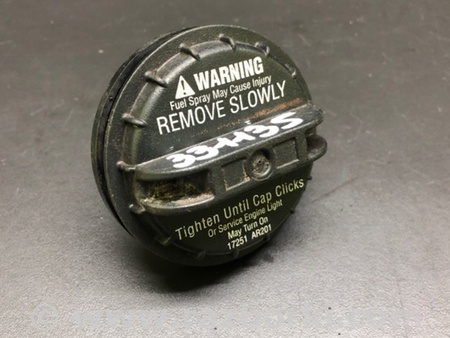 WARNING
Fuel Spray May Cause Injury
REMOVE SLOWLY
334435
Tighten Until Cap Clicks
Or Service Engine Light
May Turn On
17251 AR201